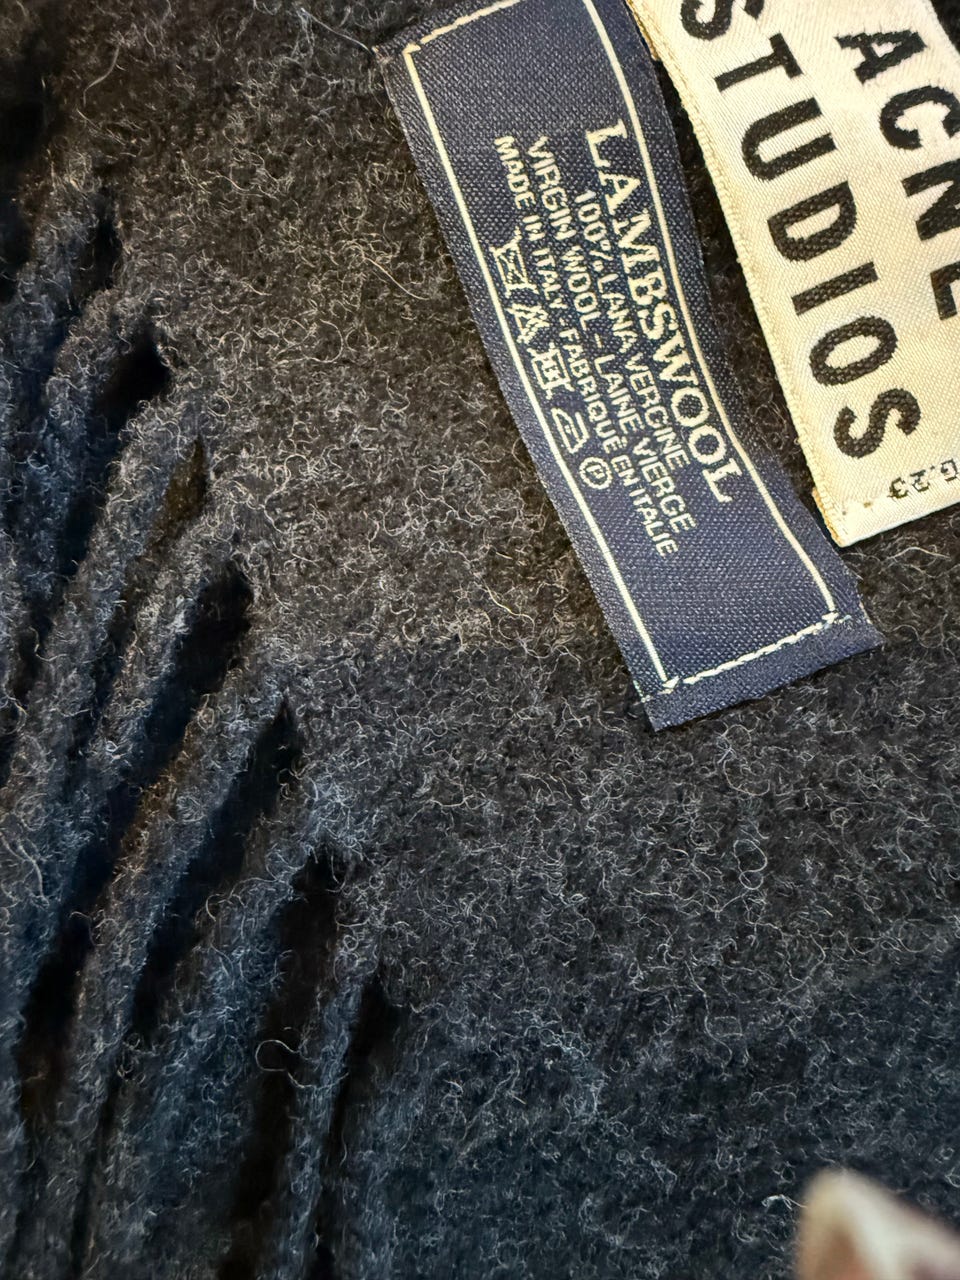 LAMBSWOOL
100% LANA VERGINE
VIRGIN WOOL - LAINE VIERGE
MADE IN ITALY FABRIQUÉ EN ITALIE
P
ACNE
STUDIOS